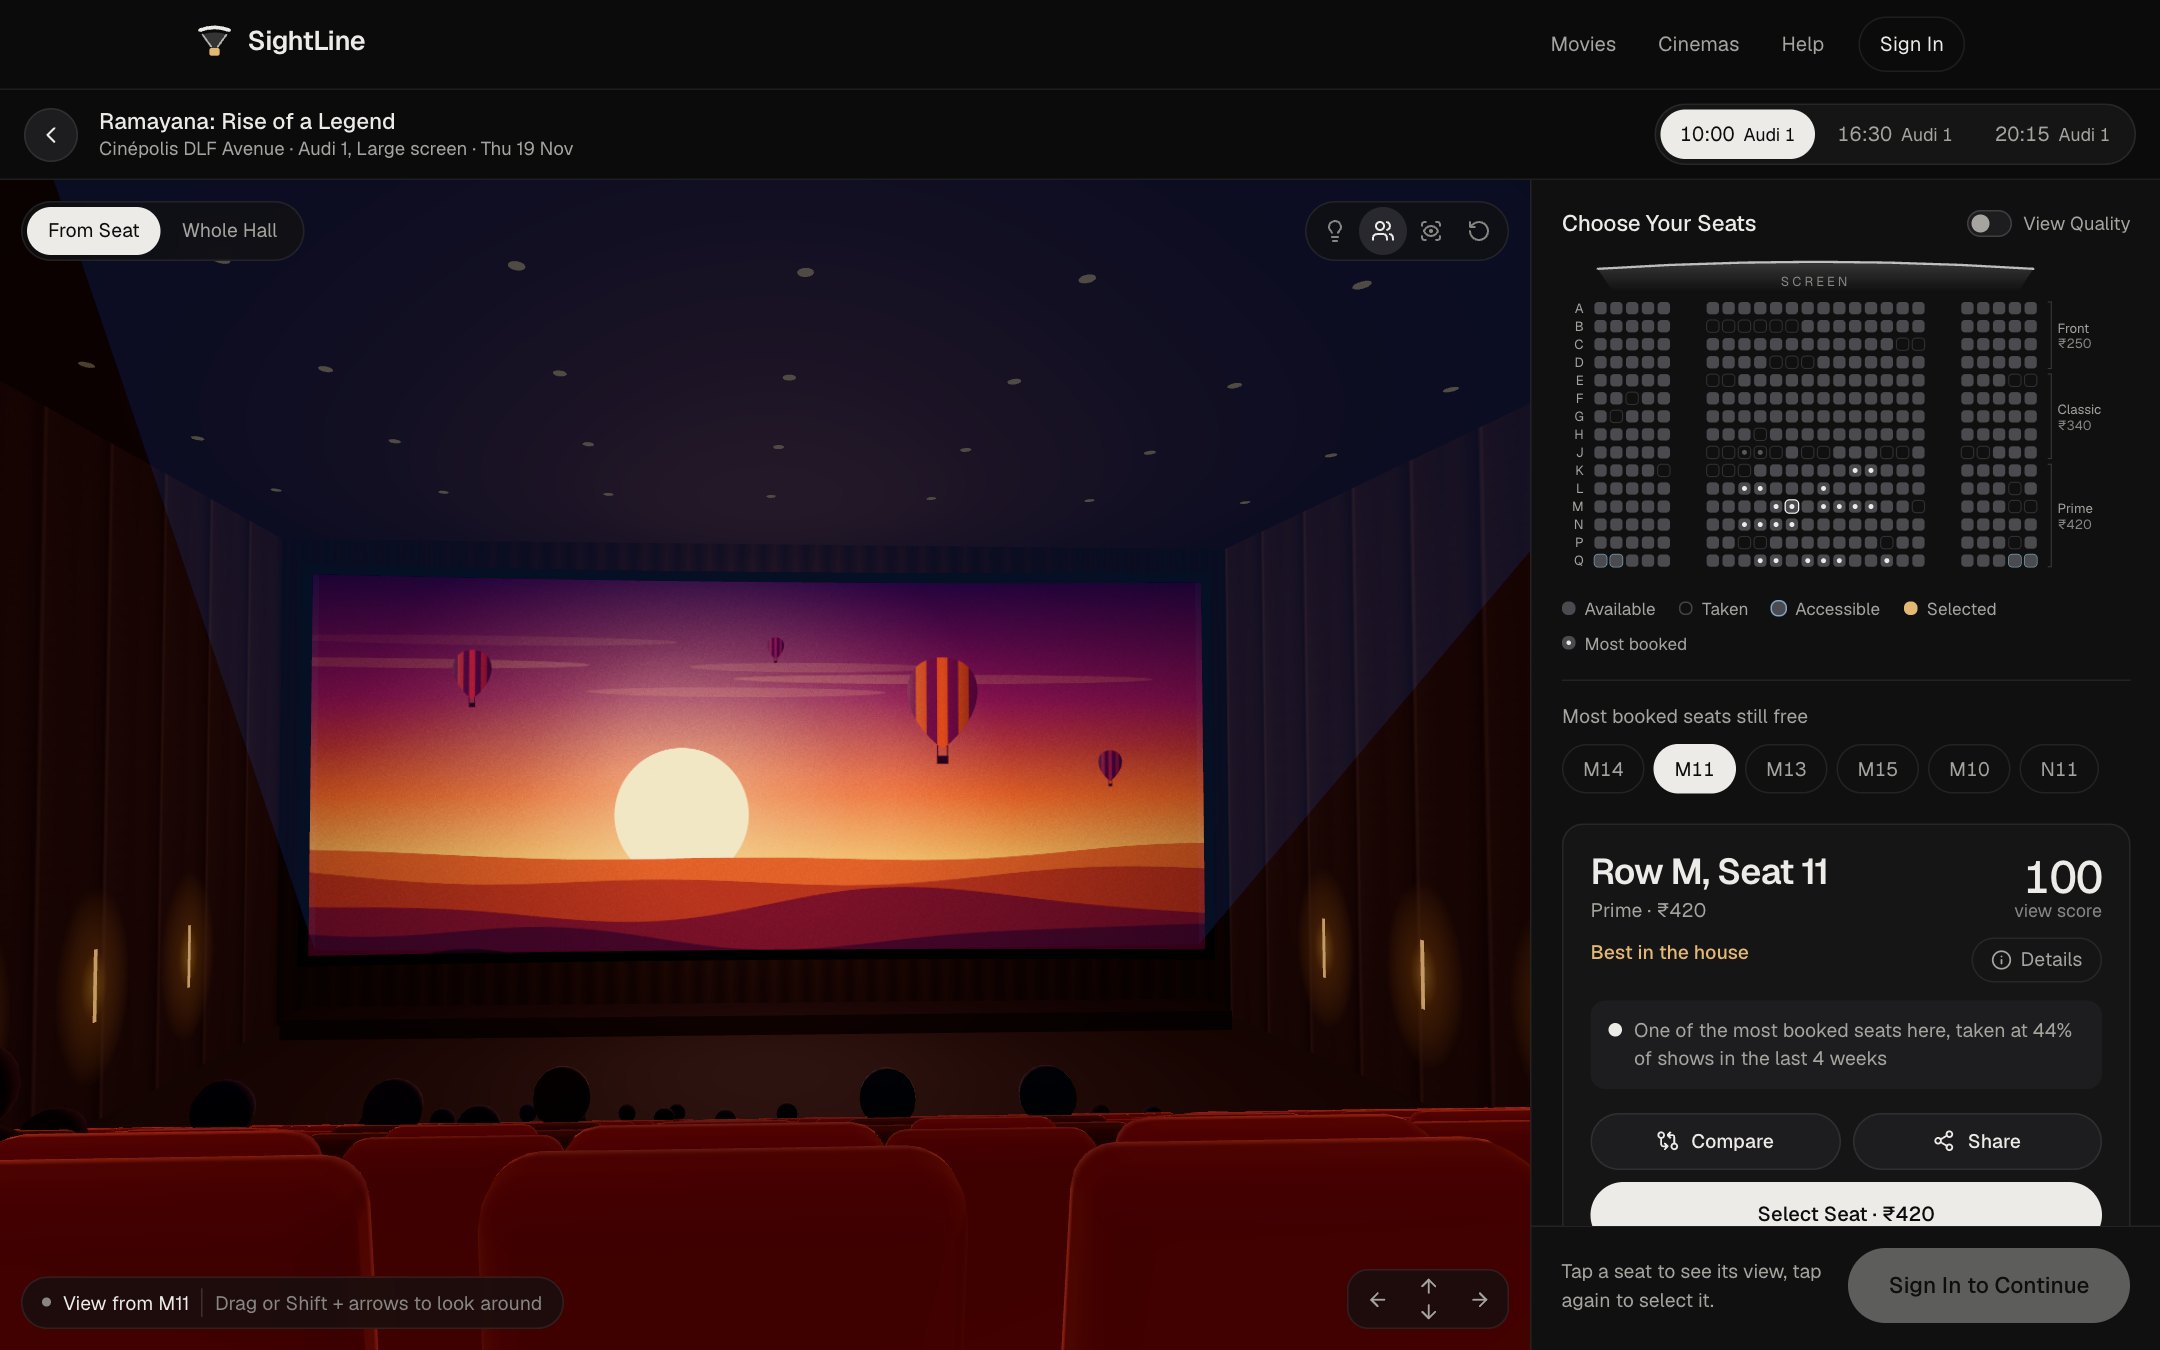 SightLine
Movies
Cinemas
Help
Sign In
Ramayana: Rise of a Legend
Cinépolis DLF Avenue · Audi 1, Large screen · Thu 19 Nov
10:00 Audi 1
16:30 Audi 1
20:15 Audi 1
From Seat
Whole Hall
Choose Your Seats
View Quality
SCREEN
A
B
C
D
E
F
G
H
J
K
L
M
N
P
Q
Front
₹250
Classic
₹340
Prime
₹420
Available
Taken
Accessible
Selected
Most booked
Most booked seats still free
M14
M11
M13
M15
M10
N11
Row M, Seat 11
Prime · ₹420
100
view score
Best in the house
Details
One of the most booked seats here, taken at 44%
of shows in the last 4 weeks
Compare
Share
Select Seat · ₹420
View from M11
Drag or Shift + arrows to look around
Tap a seat to see its view, tap
again to select it.
Sign In to Continue